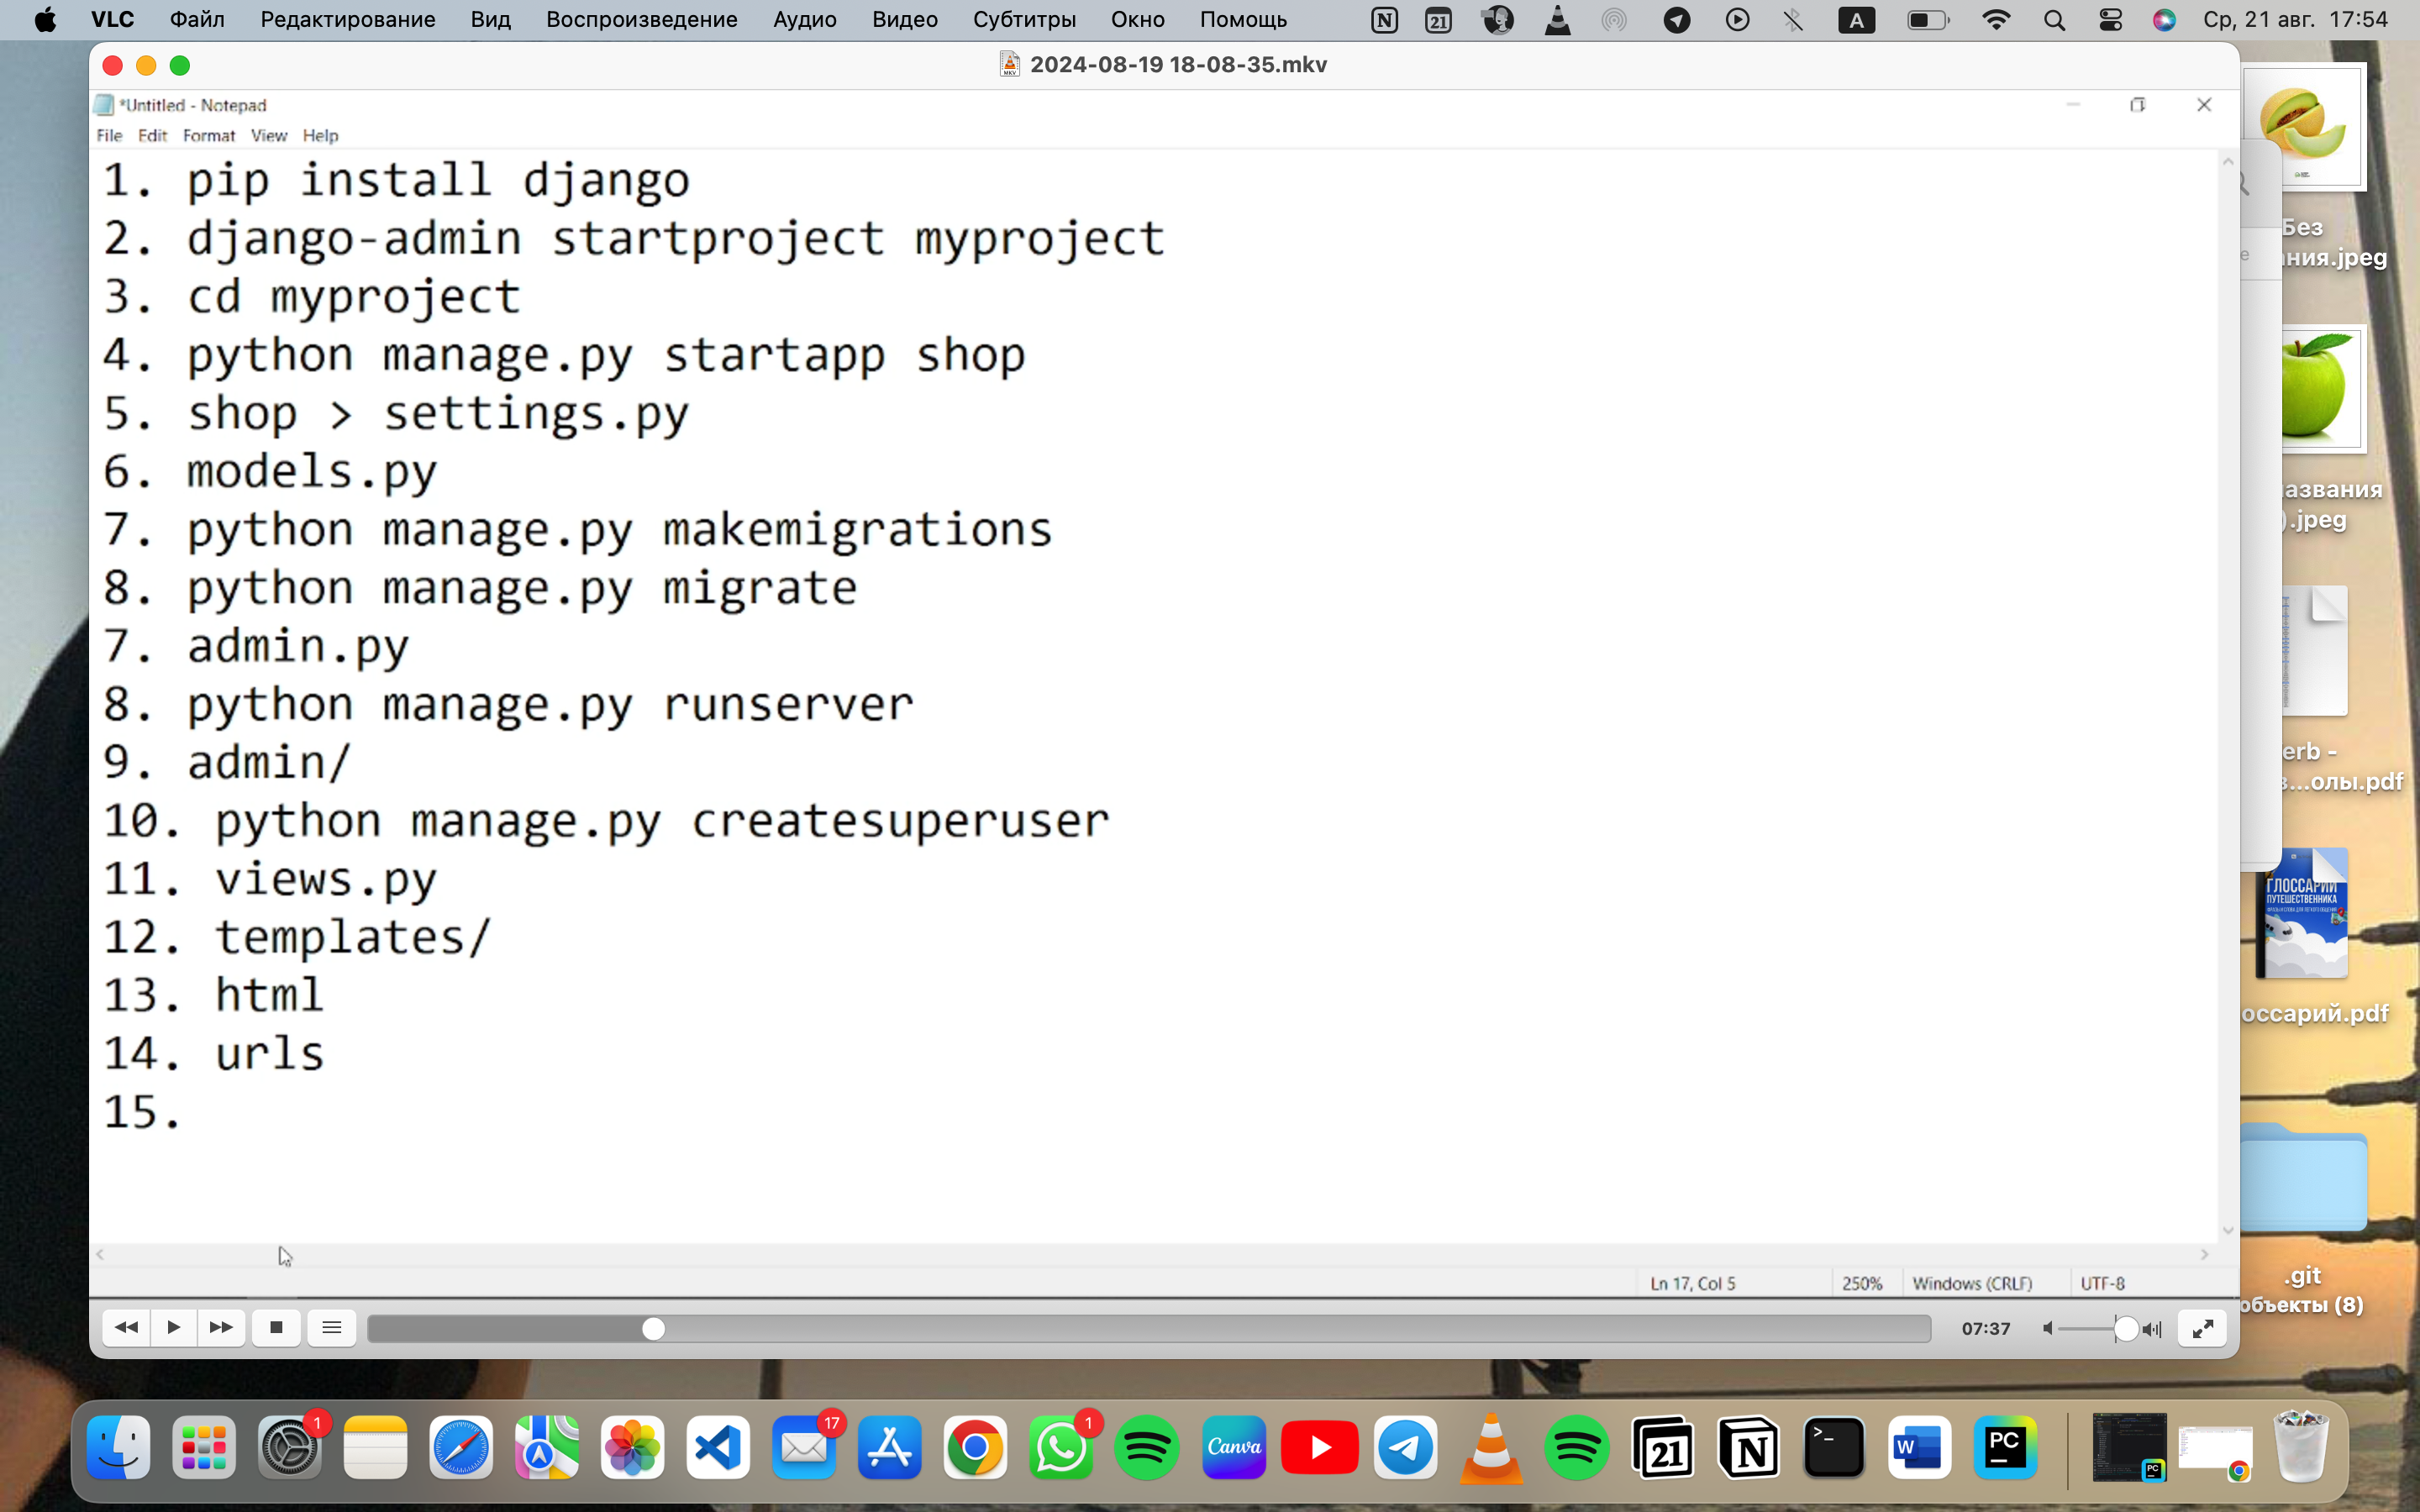 VLC Файл Редактирование Вид Воспроизведение Аудио Видео Субтитры Окно Помощь 21 A Ср, 21 авг. 17:54
2024-08-19 18-08-35.mkv
*Untitled - Notepad
File Edit Format View Help
1. pip install django
2. django-admin startproject myproject
3. cd myproject
4. python manage.py startapp shop
5. shop > settings.py
6. models.py
7. python manage.py makemigrations
8. python manage.py migrate
7. admin.py
8. python manage.py runserver
9. admin/
10. python manage.py createsuperuser
11. views.py
12. templates/
13. html
14. urls
15.
Ln 17, Col 5 250% Windows (CRLF) UTF-8
07:37
Без
ния.jpeg
азвания
).jpeg
erb -
...олы.pdf
ГЛОССАРИЙ
ПУТЕШЕСТВЕННИКА
оссарий.pdf
.git
объекты (8)
1 17 1 Canva 21 N >_ W PC